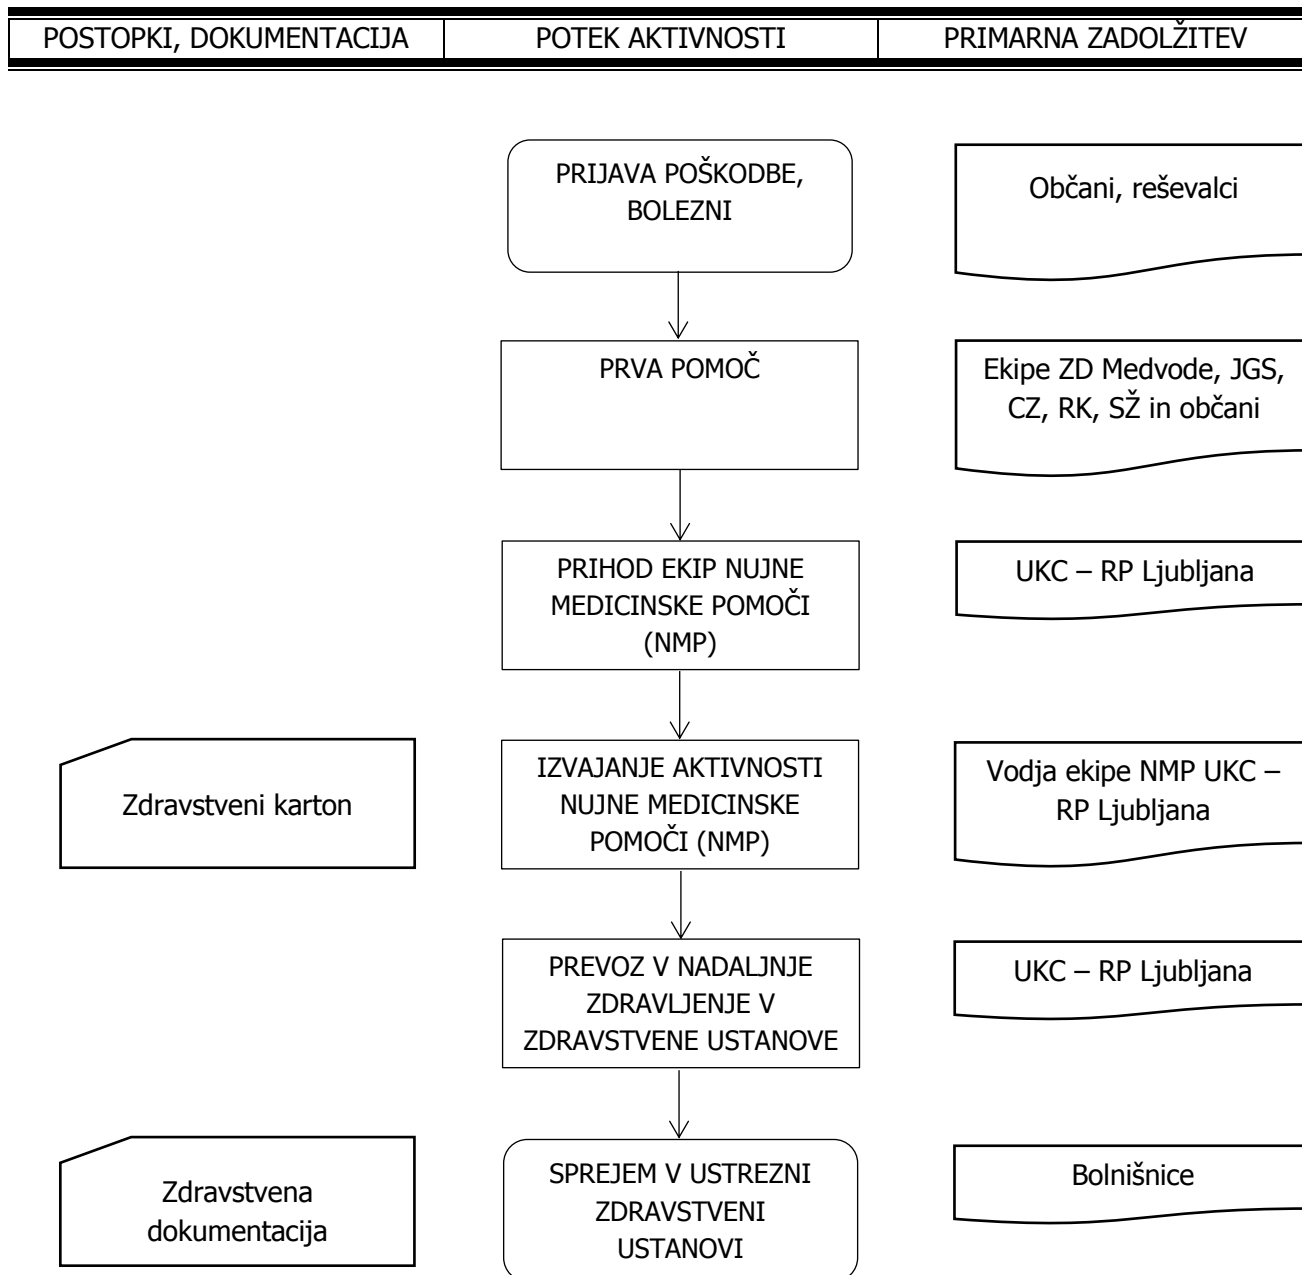 POSTOPKI, DOKUMENTACIJA
POTEK AKTIVNOSTI
PRIMARNA ZADOLŽITEV
PRIJAVA POŠKODBE,
BOLEZNI
Občani, reševalci
PRVA POMOČ
Ekipe ZD Medvode, JGS,
CZ, RK, SŽ in občani
PRIHOD EKIP NUJNE
MEDICINSKE POMOČI
(NMP)
UKC – RP Ljubljana
Zdravstveni karton
IZVAJANJE AKTIVNOSTI
NUJNE MEDICINSKE
POMOČI (NMP)
Vodja ekipe NMP UKC –
RP Ljubljana
PREVOZ V NADALJNJE
ZDRAVLJENJE V
ZDRAVSTVENE USTANOVE
UKC – RP Ljubljana
Zdravstvena
dokumentacija
SPREJEM V USTREZNI
ZDRAVSTVENI
USTANOVI
Bolnišnice